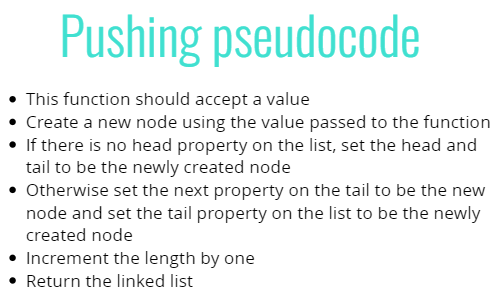 Pushing pseudocode
• This function should accept a value
• Create a new node using the value passed to the function
• If there is no head property on the list, set the head and
tail to be the newly created node
• Otherwise set the next property on the tail to be the new
node and set the tail property on the list to be the newly
created node
• Increment the length by one
• Return the linked list